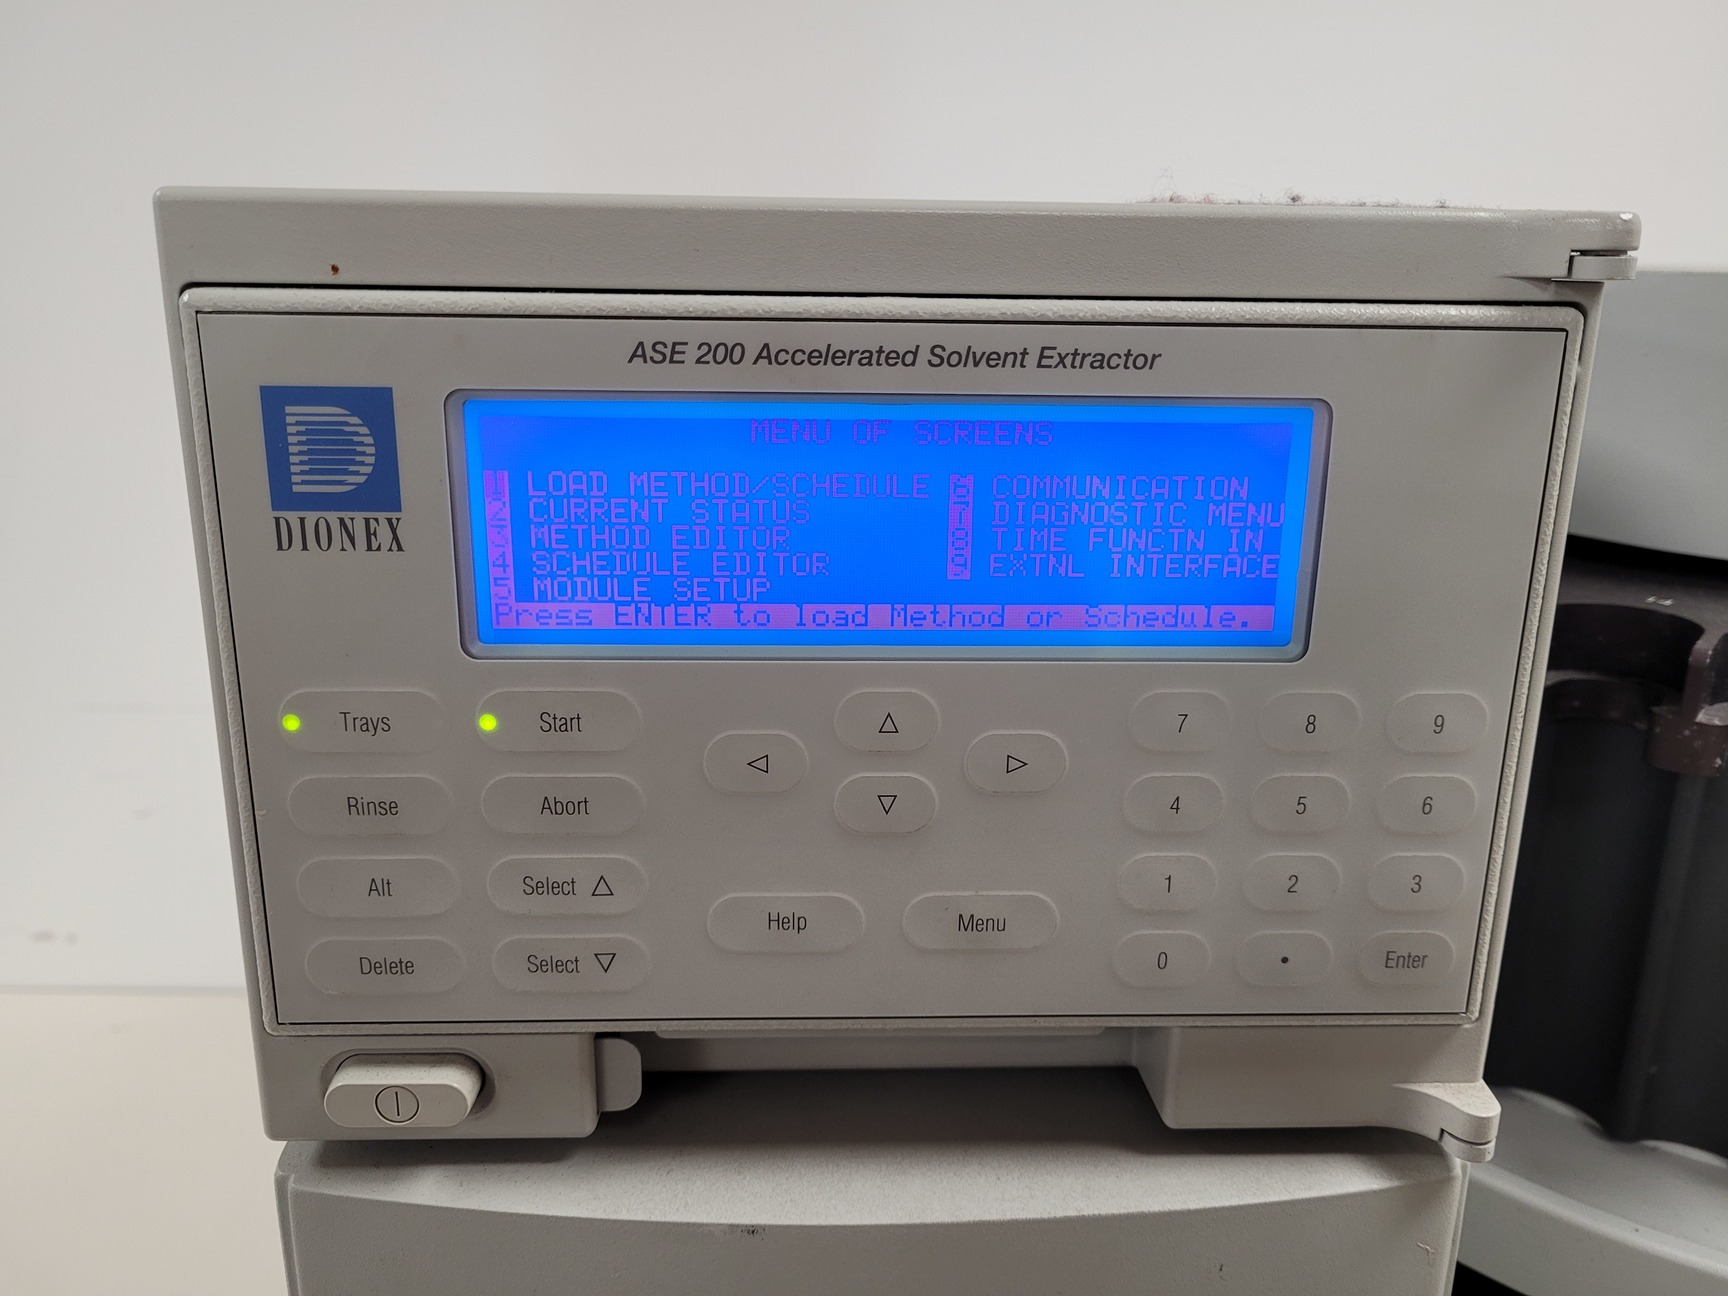 ASE 200 Accelerated Solvent Extractor
DIONEX
MENU OF SCREENS
1 LOAD METHOD/SCHEDULE
2 CURRENT STATUS
3 METHOD EDITOR
4 SCHEDULE EDITOR
5 MODULE SETUP
6 COMMUNICATION
7 DIAGNOSTIC MENU
8 TIME FUNCTN IN
9 EXTNL INTERFACE
Press ENTER to load Method or Schedule.
Trays
Start
Rinse
Abort
Alt
Select △
Delete
Select ▽
◁
△
▷
▽
Help
Menu
7 8 9
4 5 6
1 2 3
0 • Enter